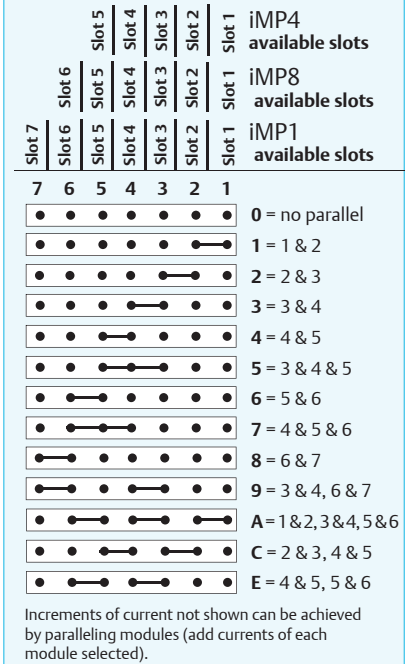 Slot 5 Slot 4 Slot 3 Slot 2 Slot 1 iMP4
available slots
Slot 6 Slot 5 Slot 4 Slot 3 Slot 2 Slot 1 iMP8
available slots
Slot 7 Slot 6 Slot 5 Slot 4 Slot 3 Slot 2 Slot 1 iMP1
available slots
7 6 5 4 3 2 1
0 = no parallel
1 = 1 & 2
2 = 2 & 3
3 = 3 & 4
4 = 4 & 5
5 = 3 & 4 & 5
6 = 5 & 6
7 = 4 & 5 & 6
8 = 6 & 7
9 = 3 & 4, 6 & 7
A = 1 & 2, 3 & 4, 5 & 6
C = 2 & 3, 4 & 5
E = 4 & 5, 5 & 6
Increments of current not shown can be achieved
by paralleling modules (add currents of each
module selected).